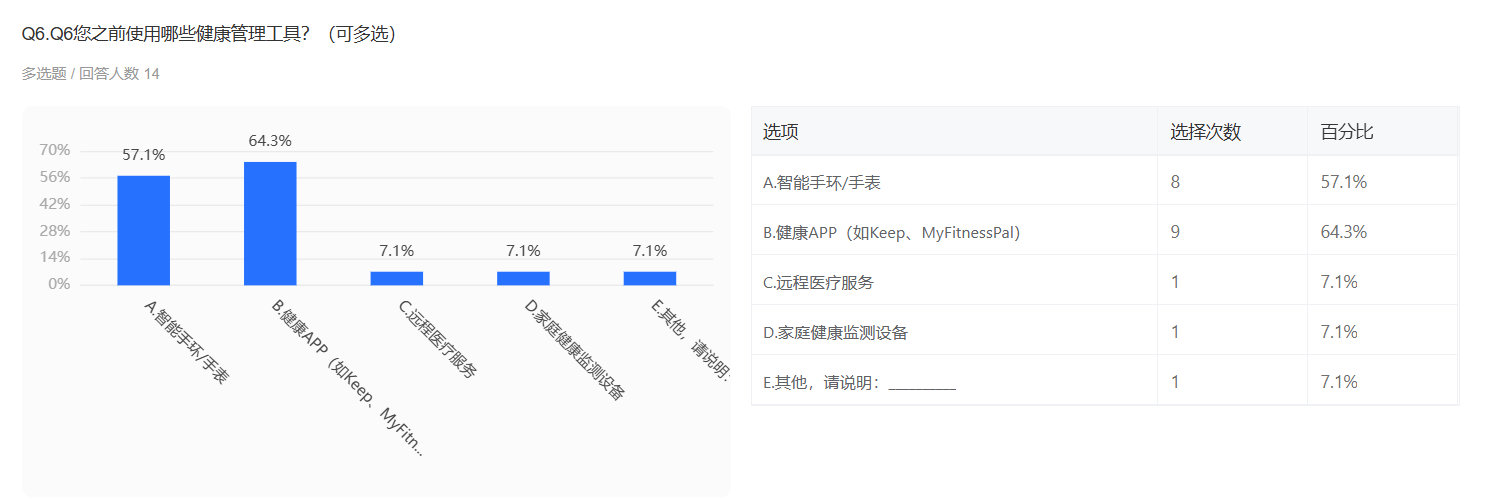 Q6.Q6您之前使用哪些健康管理工具？（可多选）
多选题 / 回答人数 14
70%
56%
42%
28%
14%
0%
57.1%
64.3%
7.1%
7.1%
7.1%
A.智能手环/手表
B.健康APP（如Keep、MyFitn...
C.远程医疗服务
D.家庭健康监测设备
E.其他，请说明：
选项 选择次数 百分比
A.智能手环/手表 8 57.1%
B.健康APP（如Keep、MyFitnessPal） 9 64.3%
C.远程医疗服务 1 7.1%
D.家庭健康监测设备 1 7.1%
E.其他，请说明：_________ 1 7.1%